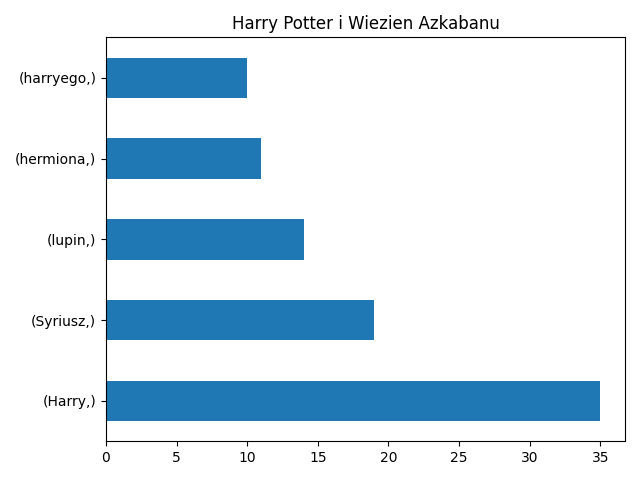 Harry Potter i Wiezien Azkabanu
(harryego,)
(hermiona,)
(lupin,)
(Syriusz,)
(Harry,)
0 5 10 15 20 25 30 35